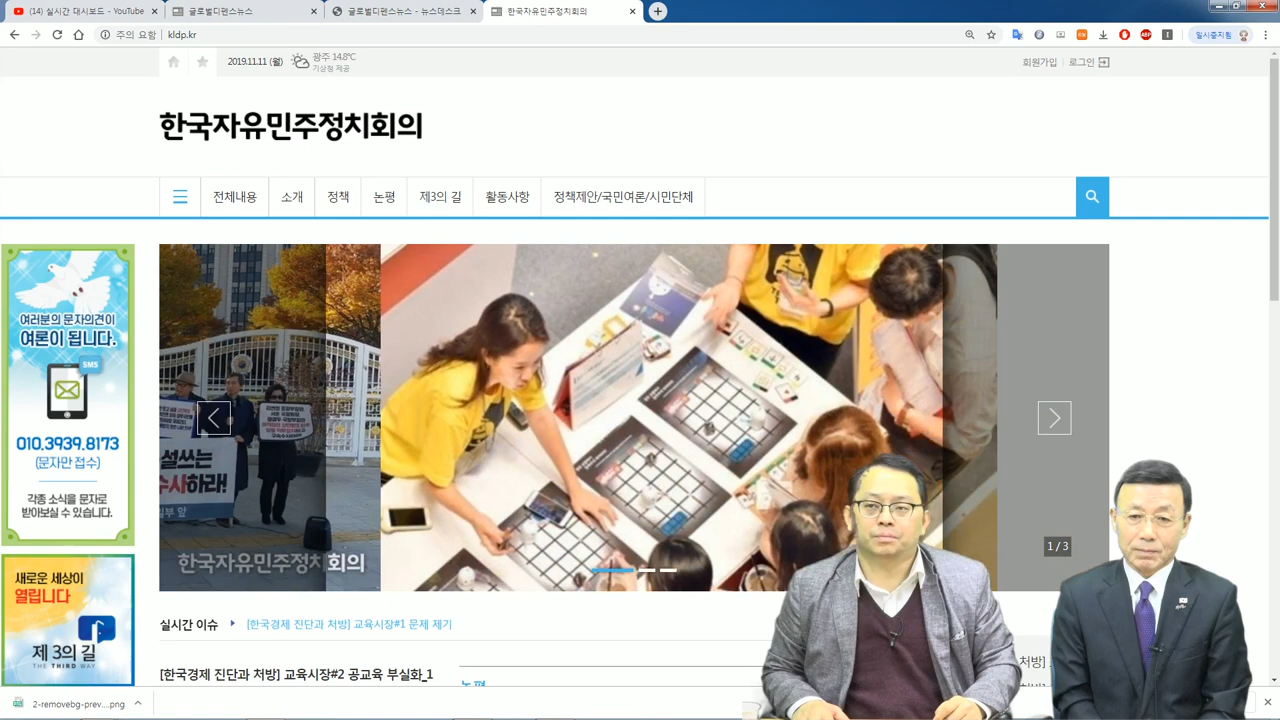 (14) 실시간 대시보드 - YouTube
글로벌디펜스뉴스
글로벌디펜스뉴스 - 뉴스데스크
한국자유민주정치회의
주의 요함
kldp.kr
일시중지됨
2019.11.11 (월)
광주 14.8℃
기상청 제공
회원가입
로그인
한국자유민주정치회의
전체내용
소개
정책
논평
제3의 길
활동사항
정책제안/국민여론/시민단체
여러분의 문자의견이
여론이 됩니다.
SMS
010.3939.8173
(문자만 접수)
각종 소식을 문자로
받아보실 수 있습니다.
새로운 세상이
열립니다
제 3의 길
THE THIRD WAY
설쓰는
수사하라!
한국자유민주정치회의
1/3
실시간 이슈
[한국경제 진단과 처방] 교육시장#1 문제 제기
[한국경제 진단과 처방] 교육시장#2 공교육 부실화_1
논평
처방]
2-removebg-prev....png